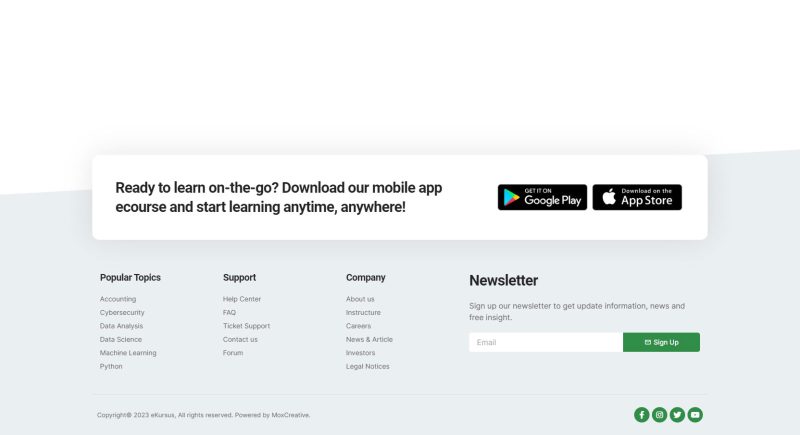 Ready to learn on-the-go? Download our mobile app
ecourse and start learning anytime, anywhere!
GET IT ON
Google Play
Download on the
App Store
Popular Topics
Accounting
Cybersecurity
Data Analysis
Data Science
Machine Learning
Python
Support
Help Center
FAQ
Ticket Support
Contact us
Forum
Company
About us
Instructure
Careers
News & Article
Investors
Legal Notices
Newsletter
Sign up our newsletter to get update information, news and
free insight.
Email
Sign Up
Copyright© 2023 eKursus, All rights reserved. Powered by MoxCreative.